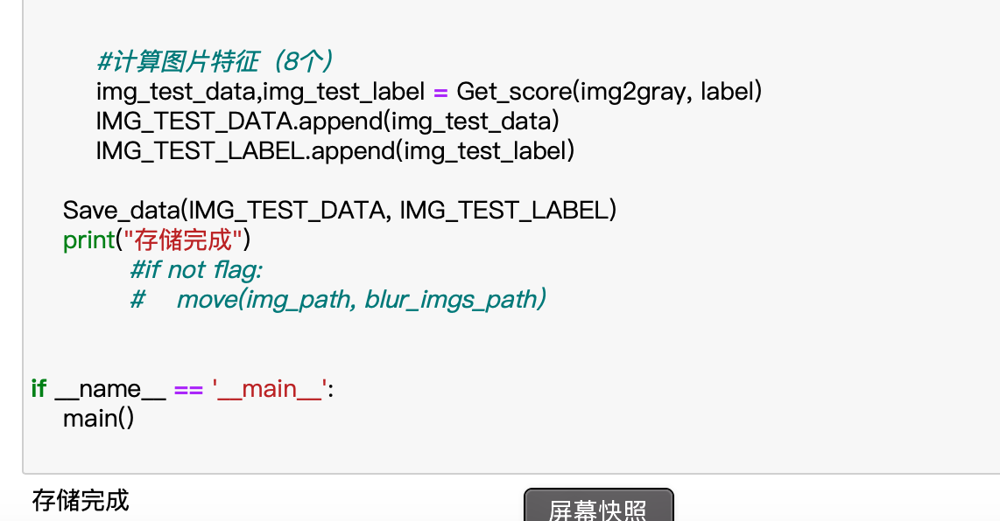 #计算图片特征（8个）
img_test_data,img_test_label = Get_score(img2gray, label)
IMG_TEST_DATA.append(img_test_data)
IMG_TEST_LABEL.append(img_test_label)
Save_data(IMG_TEST_DATA, IMG_TEST_LABEL)
print("存储完成")
#if not flag:
#    move(img_path, blur_imgs_path)
if __name__ == '__main__':
main()
存储完成
屏幕快照